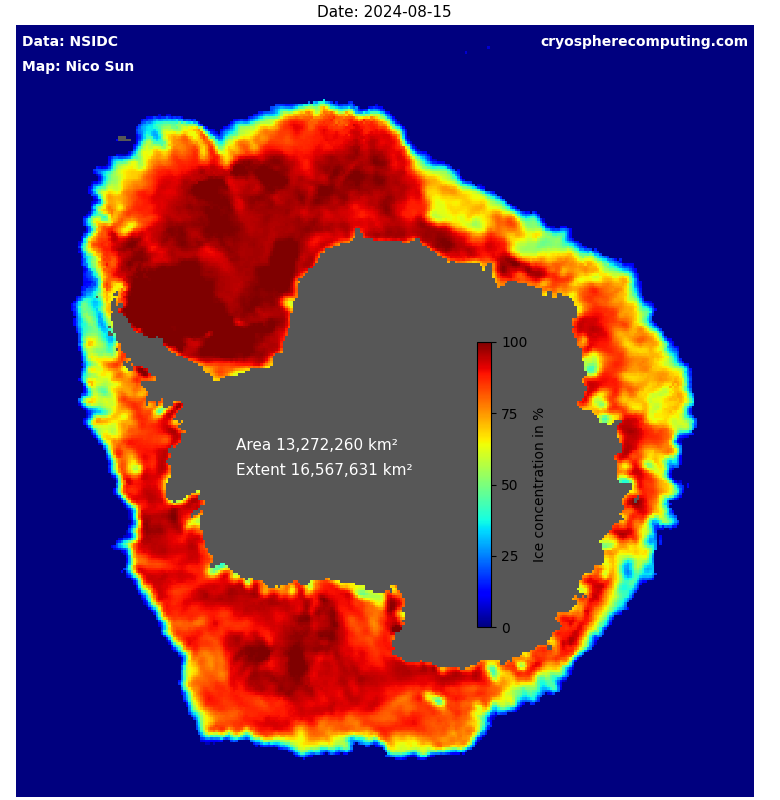 Date: 2024-08-15
Data: NSIDC
cryospherecomputing.com
Map: Nico Sun
100
75
50
25
0
Ice concentration in %
Area 13,272,260 km²
Extent 16,567,631 km²